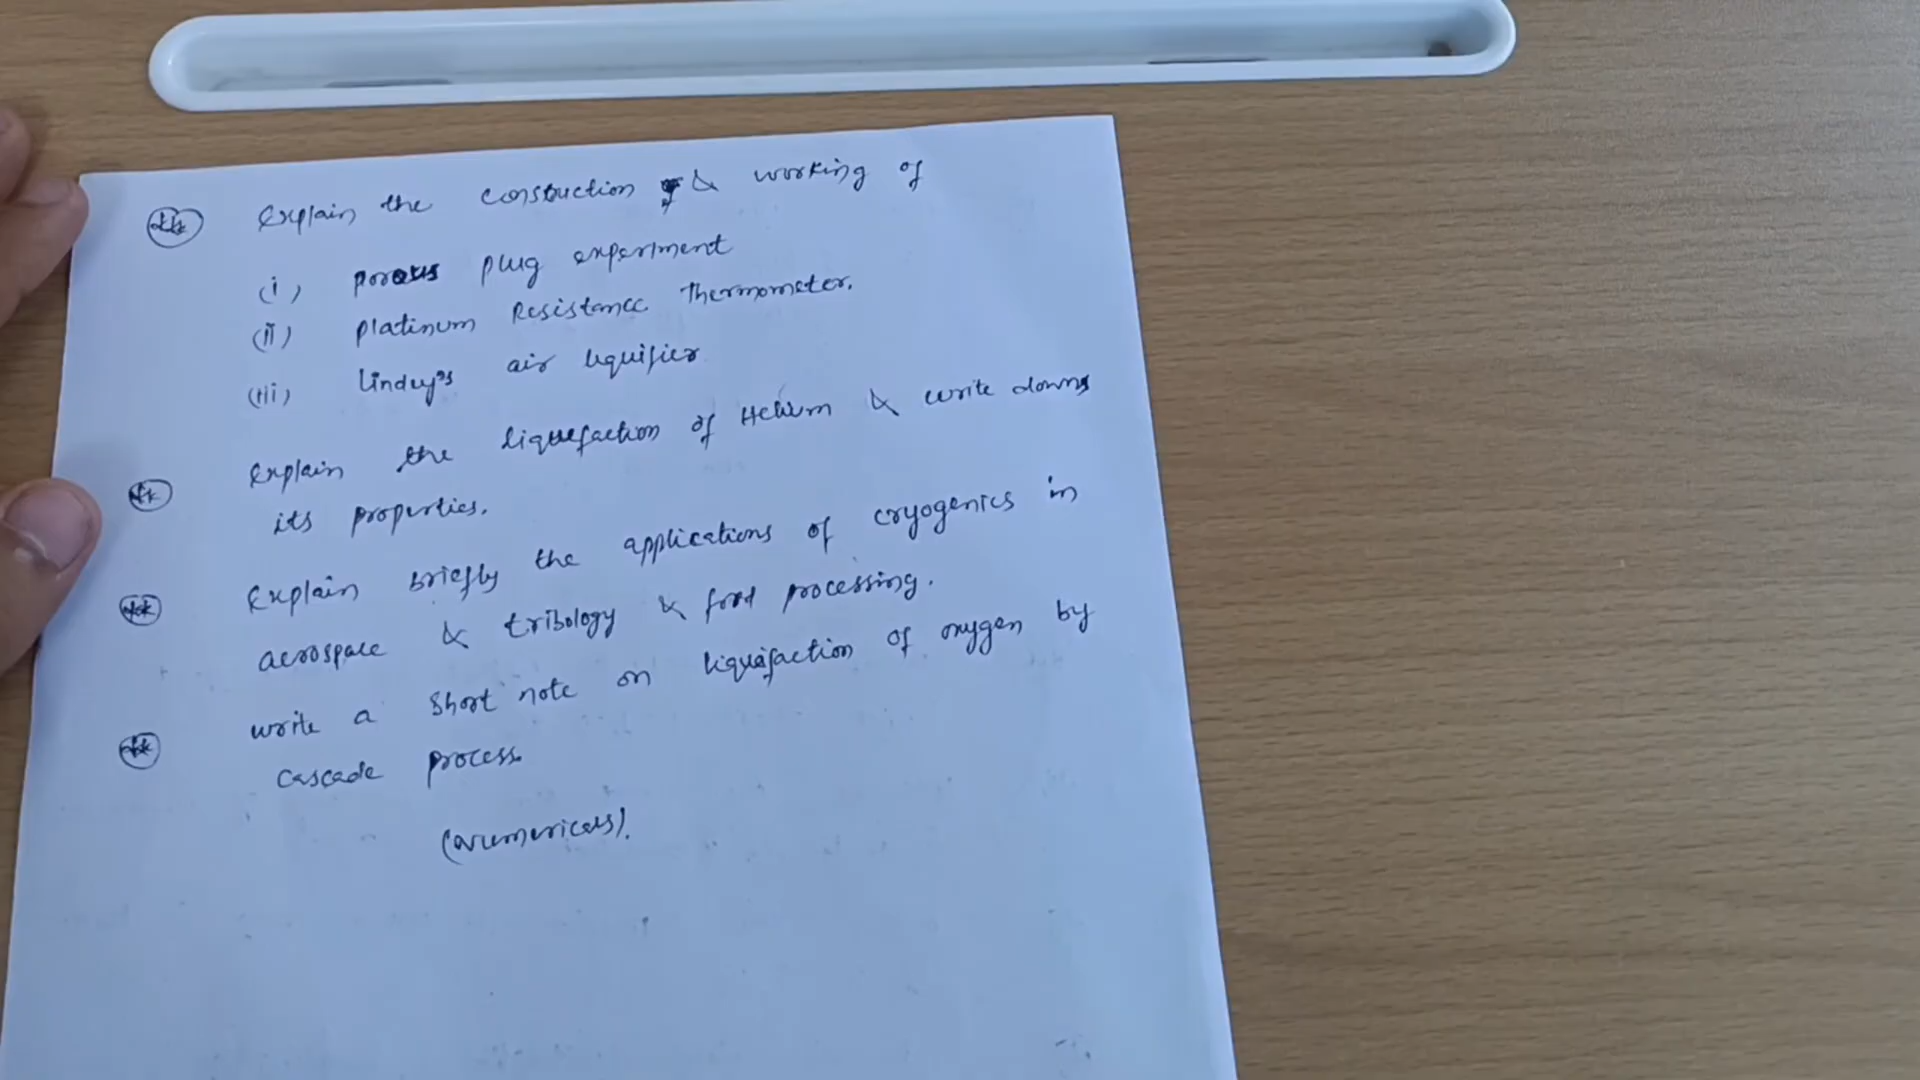 Explain the constuction & working of
(i) porous plug experiment
(ii) platinum Resistance Thermometer.
(iii) Lindey's air liquifier
Explain the liquefaction of Helium & write down
its properties.
Explain briefly the applications of cryogenics in
aerospace & tribology & food processing.
write a short note on liquifaction of oxygen by
cascade process.
(Numericals).